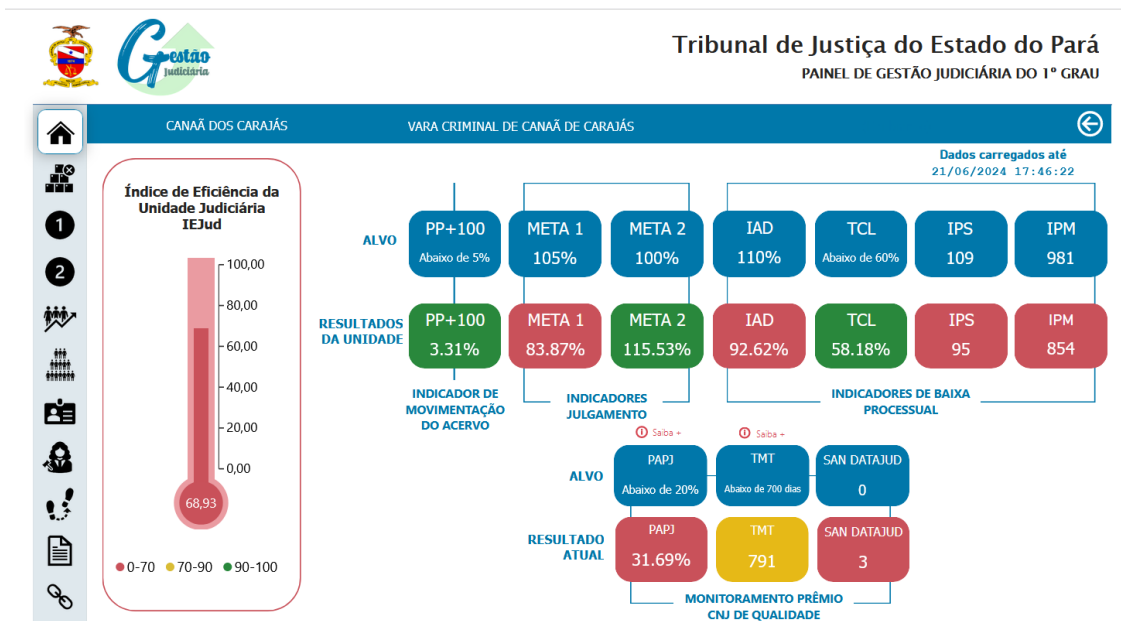 Gestão
Judiciária
Tribunal de Justiça do Estado do Pará
PAINEL DE GESTÃO JUDICIÁRIA DO 1º GRAU
CANAÃ DOS CARAJÁS
VARA CRIMINAL DE CANAÃ DE CARAJÁS
Dados carregados até
21/06/2024 17:46:22
Índice de Eficiência da
Unidade Judiciária
IEJud
100,00
80,00
60,00
40,00
20,00
0,00
68,93
0-70 70-90 90-100
1
2
ALVO
PP+100
Abaixo de 5%
META 1
105%
META 2
100%
IAD
110%
TCL
Abaixo de 60%
IPS
109
IPM
981
RESULTADOS
DA UNIDADE
PP+100
3.31%
META 1
83.87%
META 2
115.53%
IAD
92.62%
TCL
58.18%
IPS
95
IPM
854
INDICADOR DE
MOVIMENTAÇÃO
DO ACERVO
INDICADORES
JULGAMENTO
INDICADORES DE BAIXA
PROCESSUAL
Saiba +
Saiba +
ALVO
PAPJ
Abaixo de 20%
TMT
Abaixo de 700 dias
SAN DATAJUD
0
RESULTADO
ATUAL
PAPJ
31.69%
TMT
791
SAN DATAJUD
3
MONITORAMENTO PRÊMIO
CNJ DE QUALIDADE